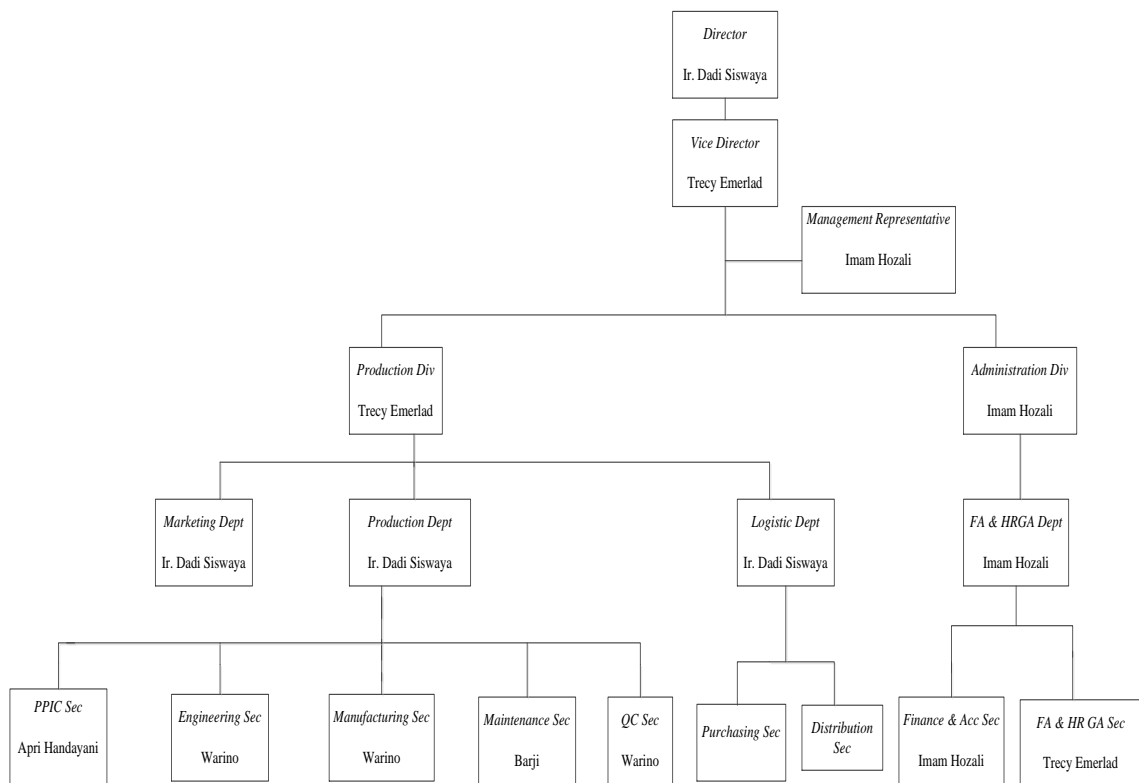 Director
Ir. Dadi Siswaya
Vice Director
Trecy Emerlad
Management Representative
Imam Hozali
Production Div
Trecy Emerlad
Administration Div
Imam Hozali
Marketing Dept
Ir. Dadi Siswaya
Production Dept
Ir. Dadi Siswaya
Logistic Dept
Ir. Dadi Siswaya
FA & HRGA Dept
Imam Hozali
PPIC Sec
Apri Handayani
Engineering Sec
Warino
Manufacturing Sec
Warino
Maintenance Sec
Barji
QC Sec
Warino
Purchasing Sec
Distribution
Sec
Finance & Acc Sec
Imam Hozali
FA & HR GA Sec
Trecy Emerlad